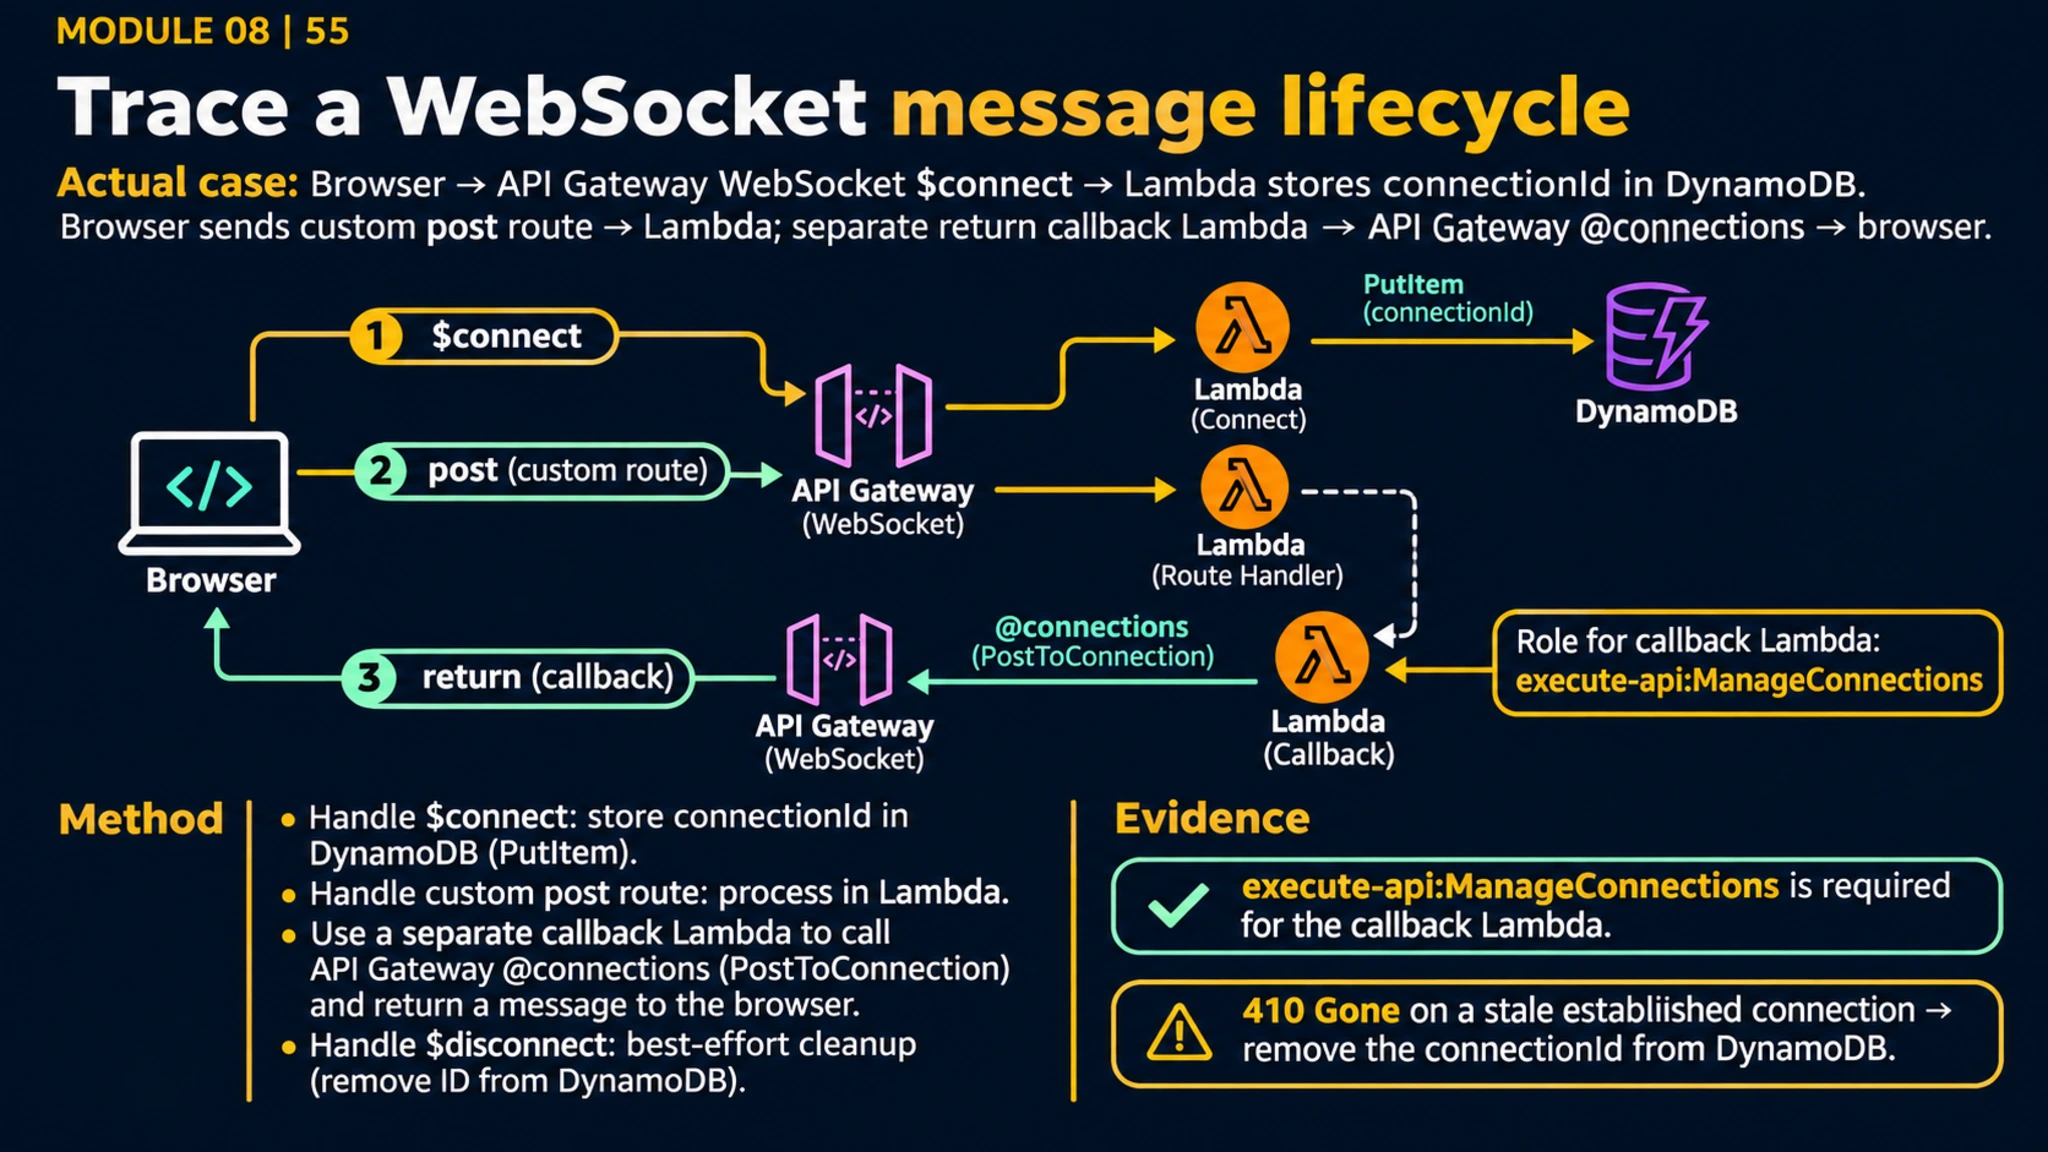 MODULE 08 | 55
Trace a WebSocket message lifecycle
Actual case: Browser → API Gateway WebSocket $connect → Lambda stores connectionId in DynamoDB.
Browser sends custom post route → Lambda; separate return callback Lambda → API Gateway @connections → browser.
1 $connect
PutItem
(connectionId)
Lambda
(Connect)
DynamoDB
</>
</>
2 post (custom route)
API Gateway
(WebSocket)
Lambda
(Route Handler)
Browser
@connections
(PostToConnection)
Role for callback Lambda:
execute-api:ManageConnections
3 return (callback)
</>
API Gateway
(WebSocket)
Lambda
(Callback)
Method
Handle $connect: store connectionId in
DynamoDB (PutItem).
Handle custom post route: process in Lambda.
Use a separate callback Lambda to call
API Gateway @connections (PostToConnection)
and return a message to the browser.
Handle $disconnect: best-effort cleanup
(remove ID from DynamoDB).
Evidence
execute-api:ManageConnections is required
for the callback Lambda.
410 Gone on a stale establiished connection →
remove the connectionId from DynamoDB.